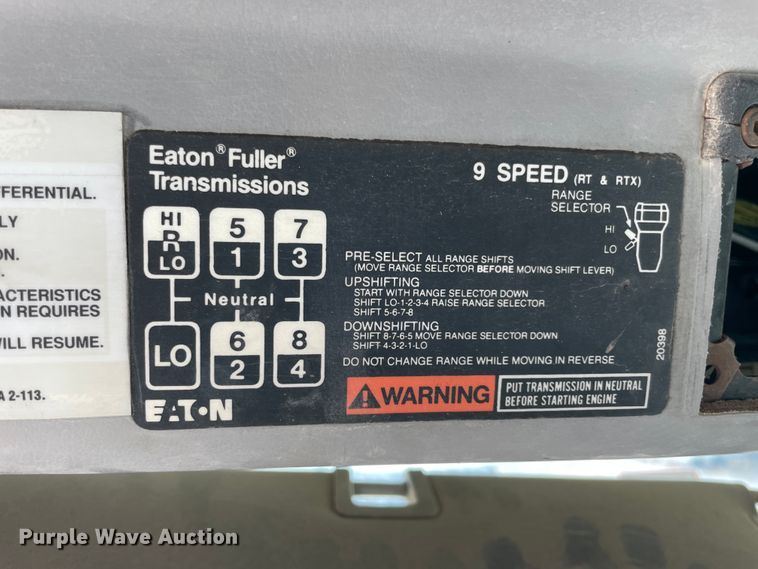 FFERENTIAL.
LY
ON.
ACTERISTICS
N REQUIRES
WILL RESUME.
A 2-113.
Eaton® Fuller®
Transmissions
9 SPEED (RT & RTX)
RANGE
SELECTOR
HI
LO
HI
R
LO
5
1
7
3
Neutral
LO
6
2
8
4
EATON
PRE-SELECT ALL RANGE SHIFTS
(MOVE RANGE SELECTOR BEFORE MOVING SHIFT LEVER)
UPSHIFTING
START WITH RANGE SELECTOR DOWN
SHIFT LO-1-2-3-4 RAISE RANGE SELECTOR
SHIFT 5-6-7-8
DOWNSHIFTING
SHIFT 8-7-6-5 MOVE RANGE SELECTOR DOWN
SHIFT 4-3-2-1-LO
DO NOT CHANGE RANGE WHILE MOVING IN REVERSE
20398
WARNING
PUT TRANSMISSION IN NEUTRAL
BEFORE STARTING ENGINE
Purple Wave Auction®